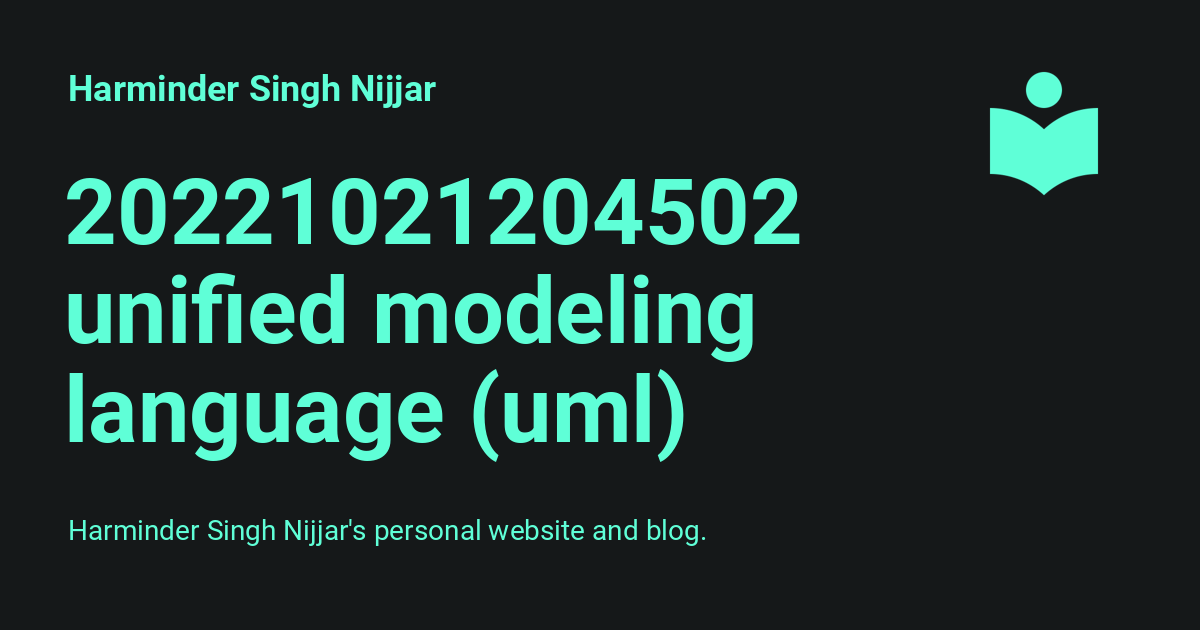 Harminder Singh Nijjar
20221021204502
unified modeling
language (uml)
Harminder Singh Nijjar's personal website and blog.